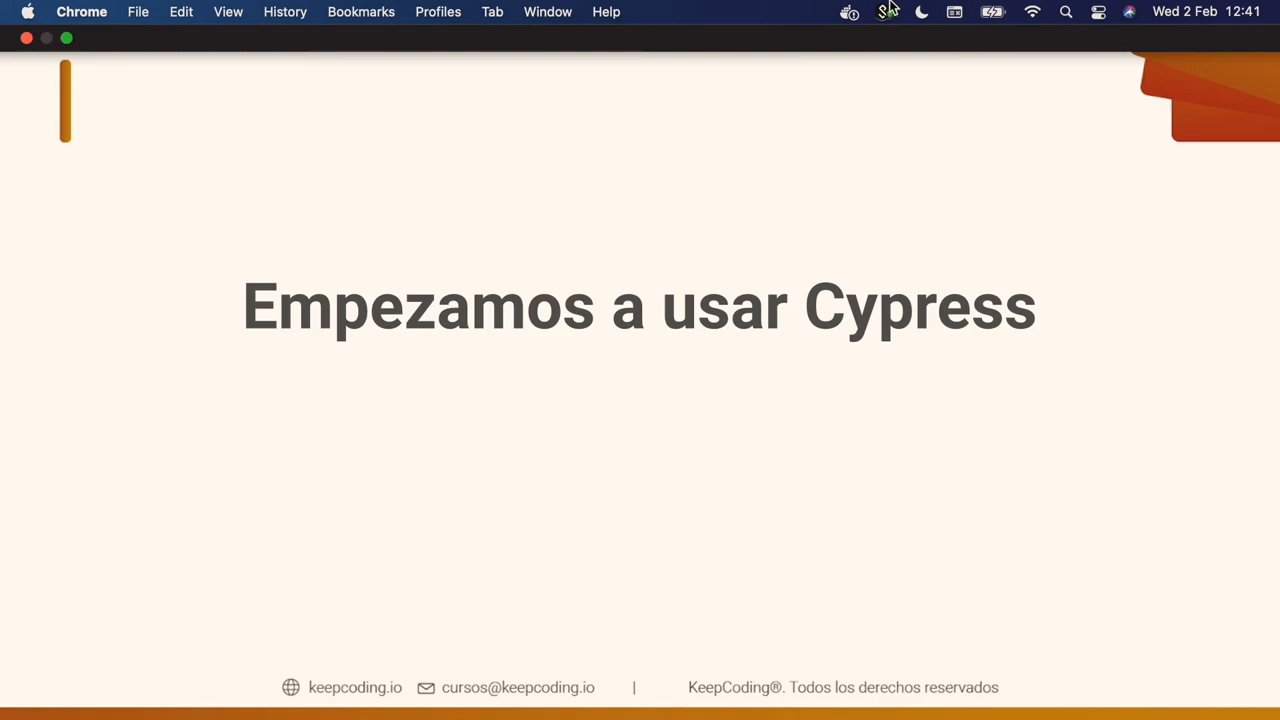 Chrome File Edit View History Bookmarks Profiles Tab Window Help Wed 2 Feb 12:41
Empezamos a usar Cypress
keepcoding.io cursos@keepcoding.io | KeepCoding®. Todos los derechos reservados